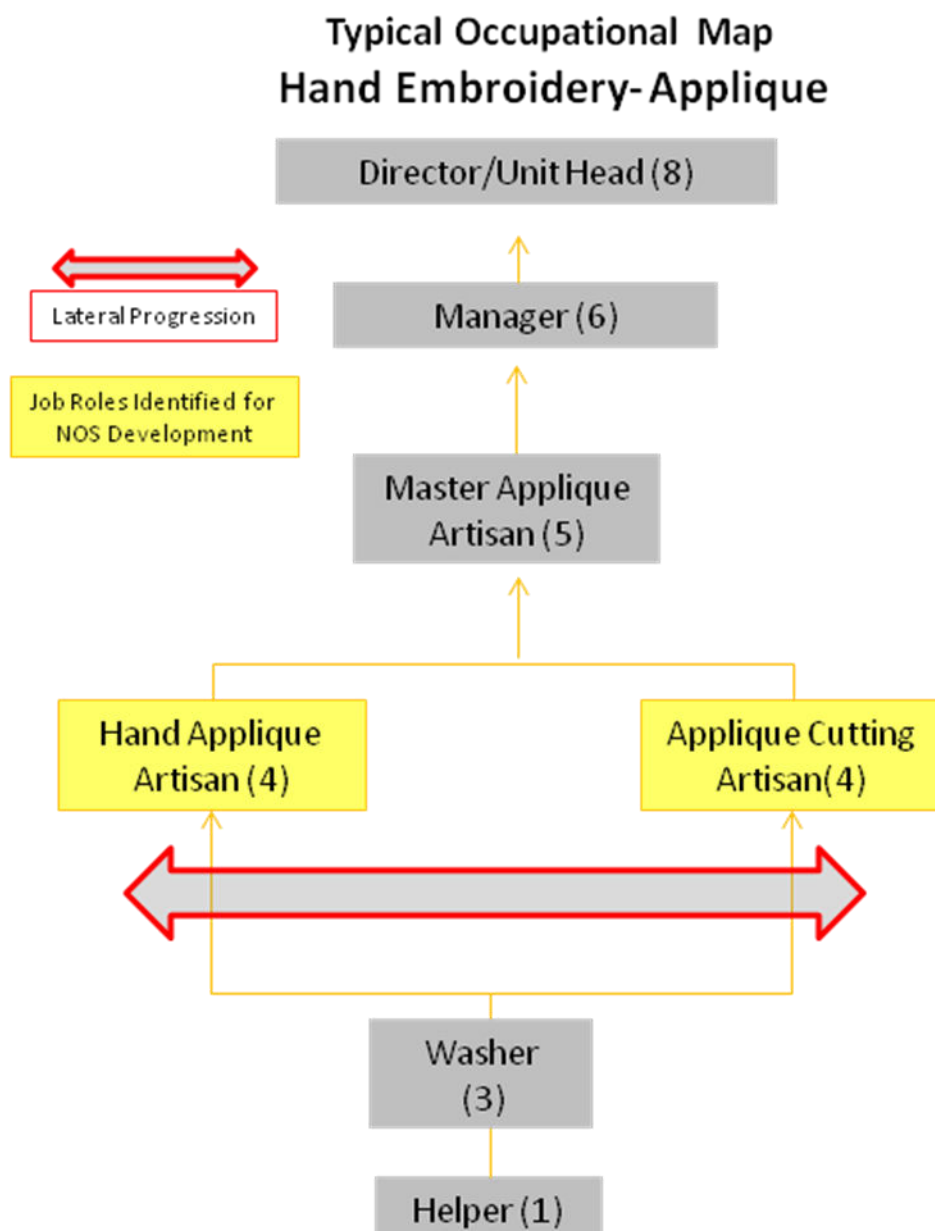 Typical Occupational Map
Hand Embroidery- Applique
Director/Unit Head (8)
Lateral Progression
Manager (6)
Job Roles Identified for
NOS Development
Master Applique
Artisan (5)
Hand Applique
Artisan (4)
Applique Cutting
Artisan(4)
Washer
(3)
Helper (1)